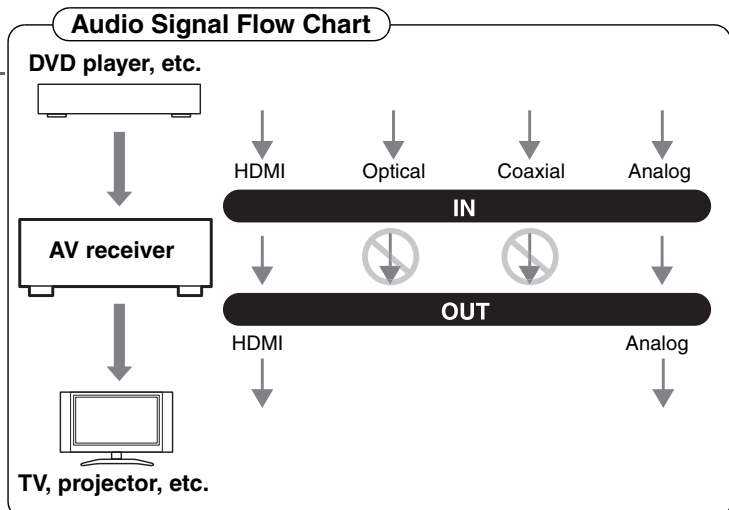 Audio Signal Flow Chart
DVD player, etc.
HDMI Optical Coaxial Analog
IN
AV receiver
OUT
HDMI Analog
TV, projector, etc.